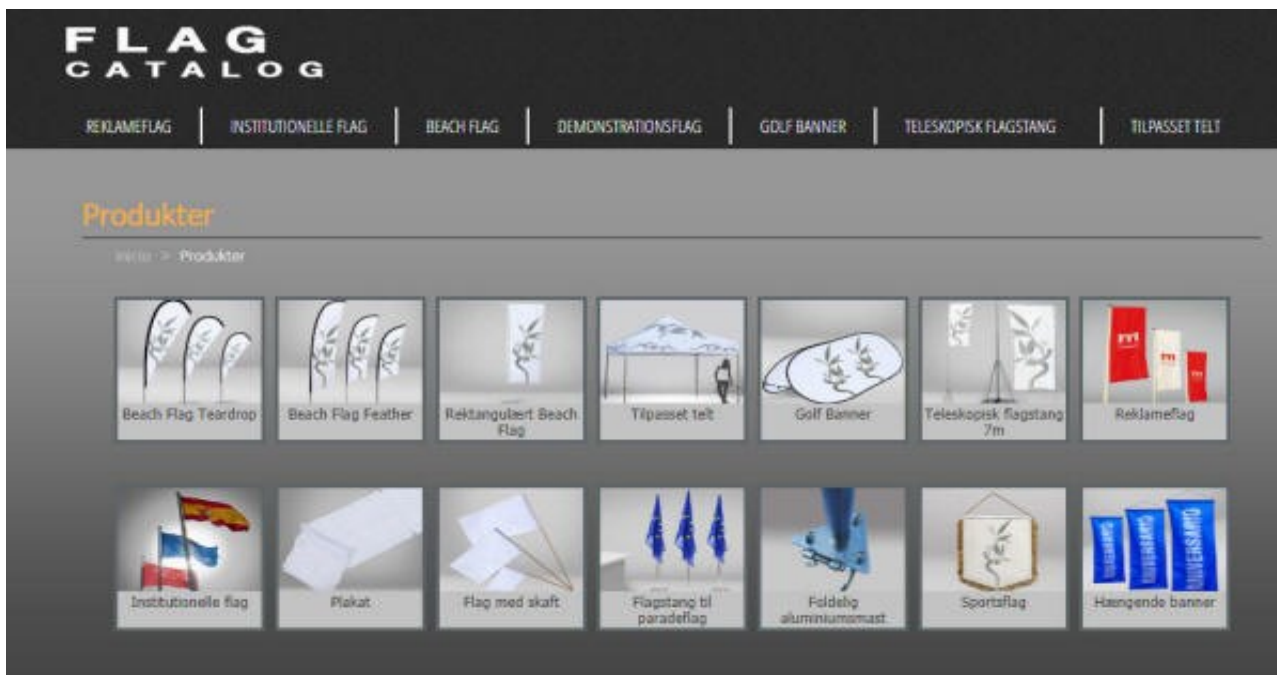 FLAG
CATALOG
REKLAMEFLAG INSTITUTIONELLE FLAG BEACH FLAG DEMONSTRATIONSFLAG GOLF BANNER TELESKOPISK FLAGSTANG TILPASSET TELT
Produkter
Inicio > Produkter
Beach Flag Teardrop
Beach Flag Feather
Rektangulært Beach
Flag
Tilpasset telt
Golf Banner
Teleskopisk flagstang
7m
Reklameflag
Institutionelle flag
Plakat
Flag med skaft
Flagstang til
paradeflag
Foldelig
aluminiumsmast
Sportsflag
Hængende banner